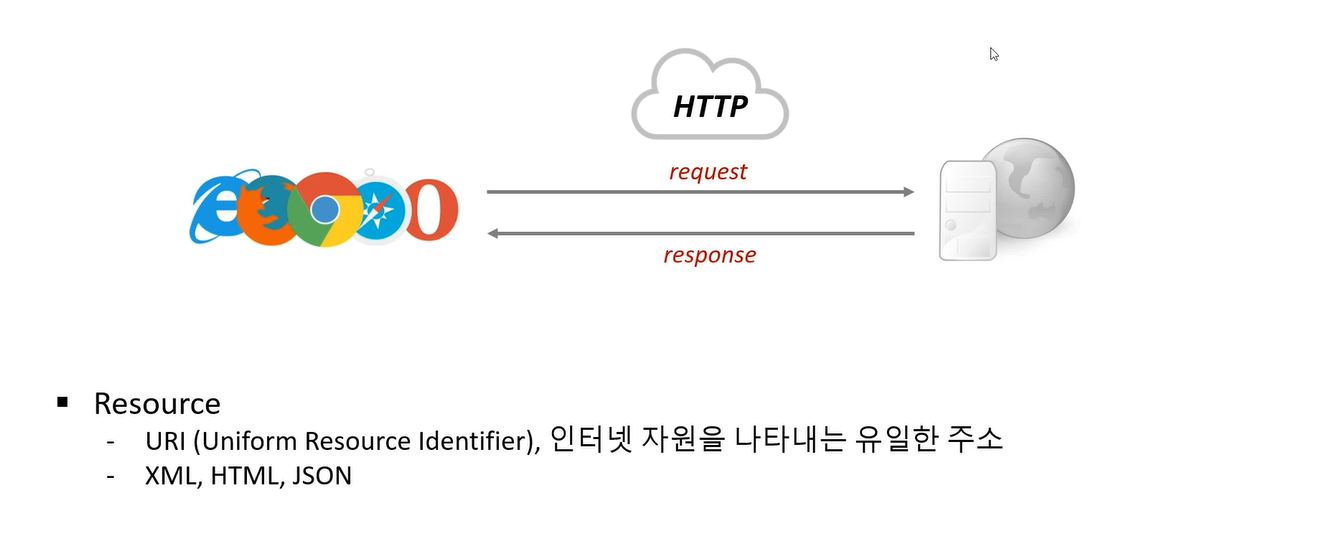 HTTP
request
response
▪ Resource
- URI (Uniform Resource Identifier), 인터넷 자원을 나타내는 유일한 주소
- XML, HTML, JSON